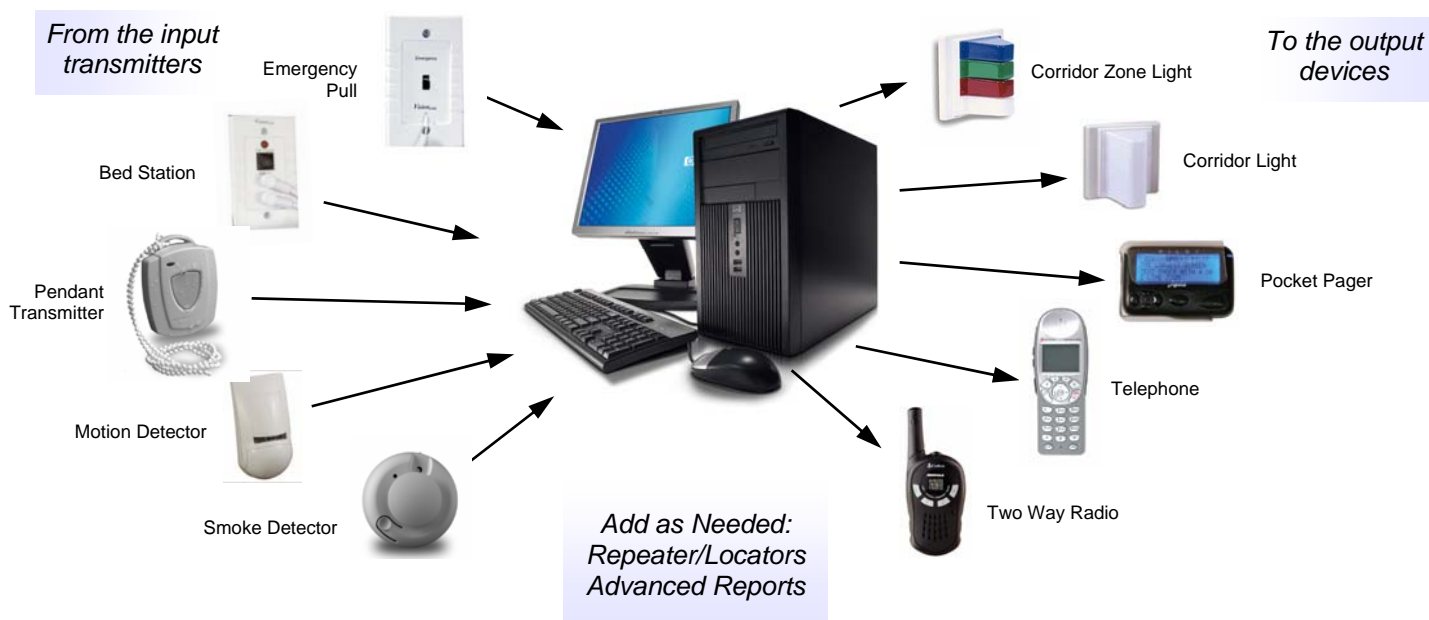 From the input
transmitters
Emergency
Pull
Emergency
Bed Station
Pendant
Transmitter
Motion Detector
Smoke Detector
Add as Needed:
Repeater/Locators
Advanced Reports
To the output
devices
Corridor Zone Light
Corridor Light
Pocket Pager
Telephone
Two Way Radio